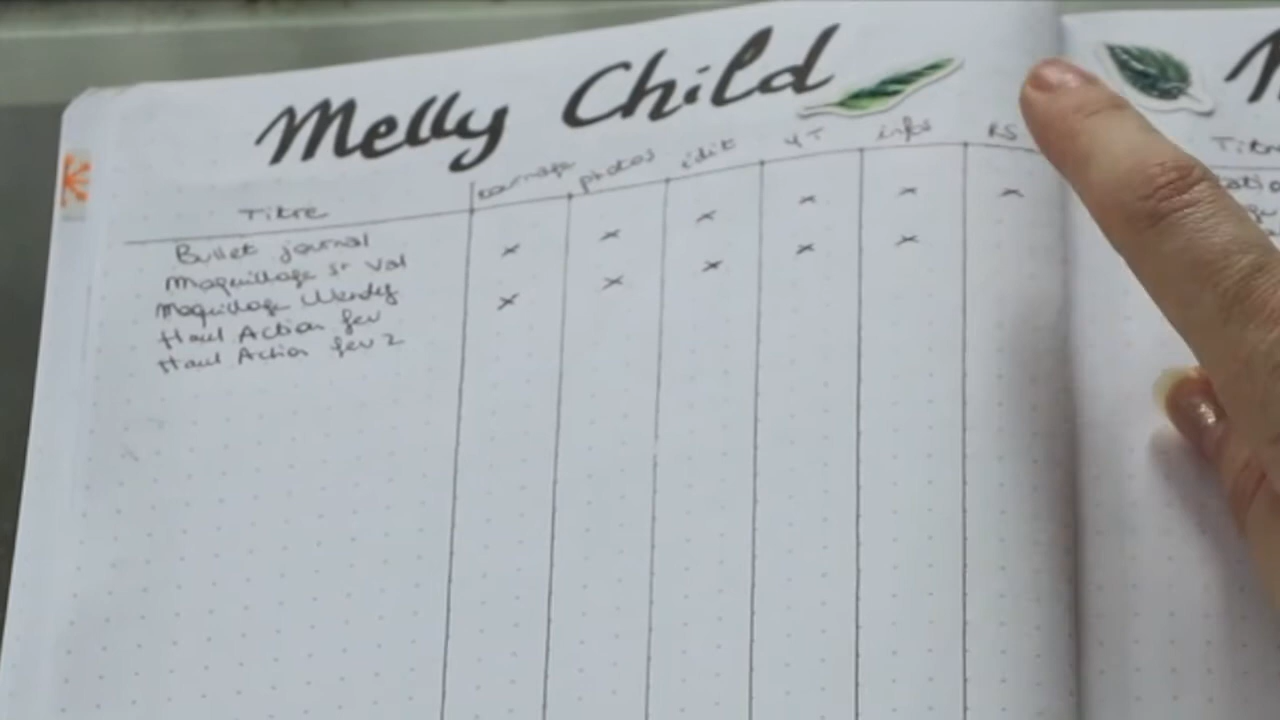 Melly Child
Titre tournage photos édit YT infos RS
Bullet journal x x x x x x
Maquillage St Val x x x x x
Maquillage Wendy
Haul Action fev
Haul Action fev 2
Titre